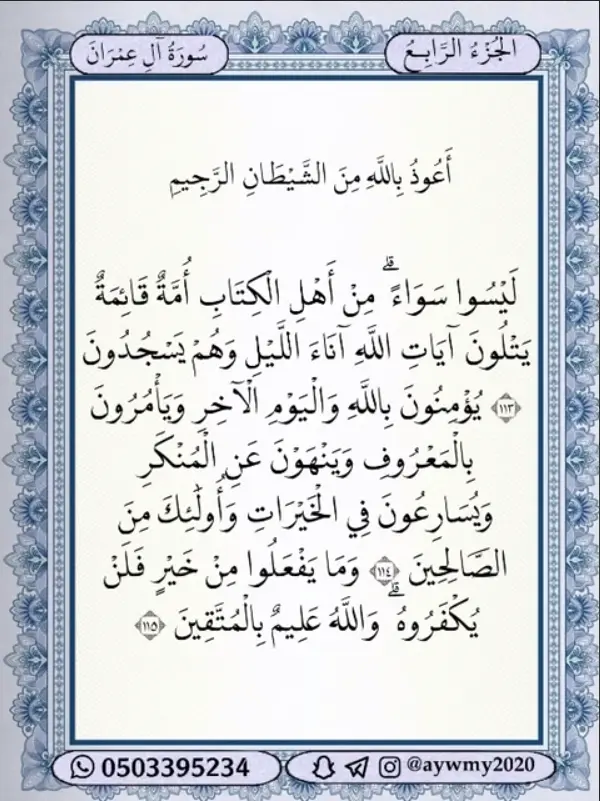 الجُزْءُ الرَّابِعُ
سُورَةُ آلِ عِمْرَانَ
أَعُوذُ بِاللَّهِ مِنَ الشَّيْطَانِ الرَّجِيمِ
لَيْسُوا سَوَاءً ۗ مِنْ أَهْلِ الْكِتَابِ أُمَّةٌ قَائِمَةٌ
يَتْلُونَ آيَاتِ اللَّهِ آنَاءَ اللَّيْلِ وَهُمْ يَسْجُدُونَ
﴿١١٣﴾ يُؤْمِنُونَ بِاللَّهِ وَالْيَوْمِ الْآخِرِ وَيَأْمُرُونَ
بِالْمَعْرُوفِ وَيَنْهَوْنَ عَنِ الْمُنْكَرِ
وَيُسَارِعُونَ فِي الْخَيْرَاتِ وَأُولَٰئِكَ مِنَ
الصَّالِحِينَ ﴿١١٤﴾ وَمَا يَفْعَلُوا مِنْ خَيْرٍ فَلَنْ
يُكْفَرُوهُ ۗ وَاللَّهُ عَلِيمٌ بِالْمُتَّقِينَ ﴿١١٥﴾
0503395234
@aywmy2020